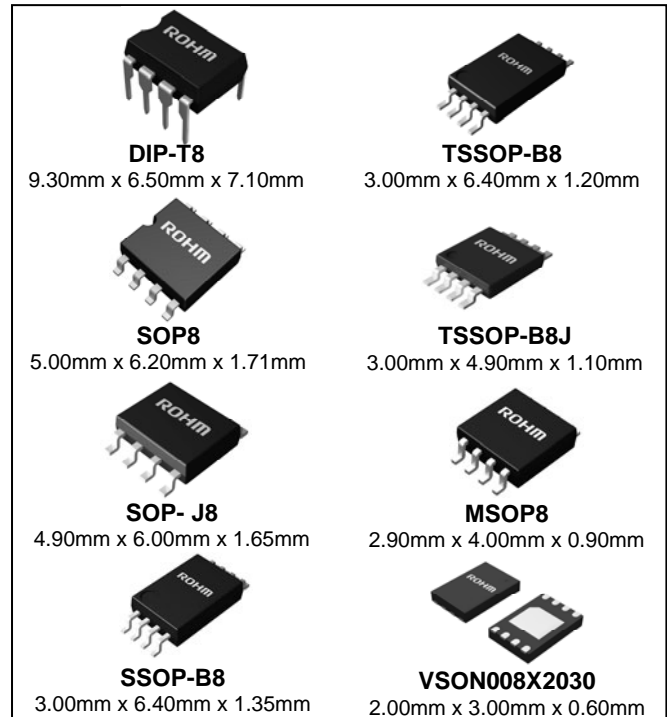 ROHM
DIP-T8
9.30mm x 6.50mm x 7.10mm
ROHM
TSSOP-B8
3.00mm x 6.40mm x 1.20mm
ROHM
SOP8
5.00mm x 6.20mm x 1.71mm
ROHM
TSSOP-B8J
3.00mm x 4.90mm x 1.10mm
ROHM
SOP- J8
4.90mm x 6.00mm x 1.65mm
ROHM
MSOP8
2.90mm x 4.00mm x 0.90mm
ROHM
SSOP-B8
3.00mm x 6.40mm x 1.35mm
ROHM
VSON008X2030
2.00mm x 3.00mm x 0.60mm